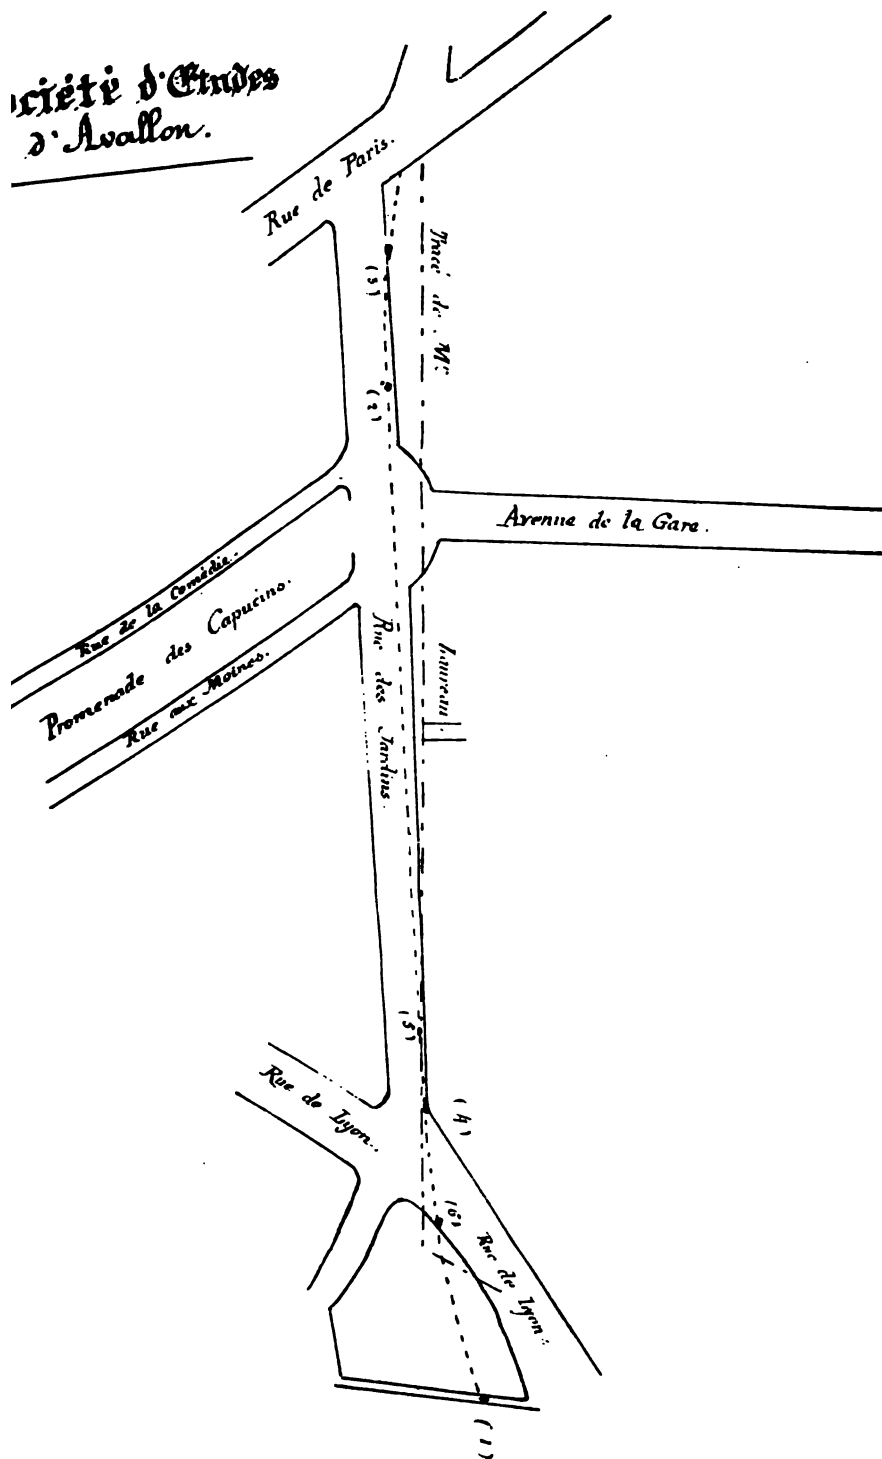 ciété d'Etudes
d'Avallon.
Rue de Paris.
Tracé de Mr.
(3)
(2)
Avenue de la Gare.
Rue de la Comédie.
Promenade des Capucins.
Rue aux Moines.
Rue des Jardins.
Laureau
(5)
(4)
Rue de Lyon.
(6)
Rue de Lyon.
(1)